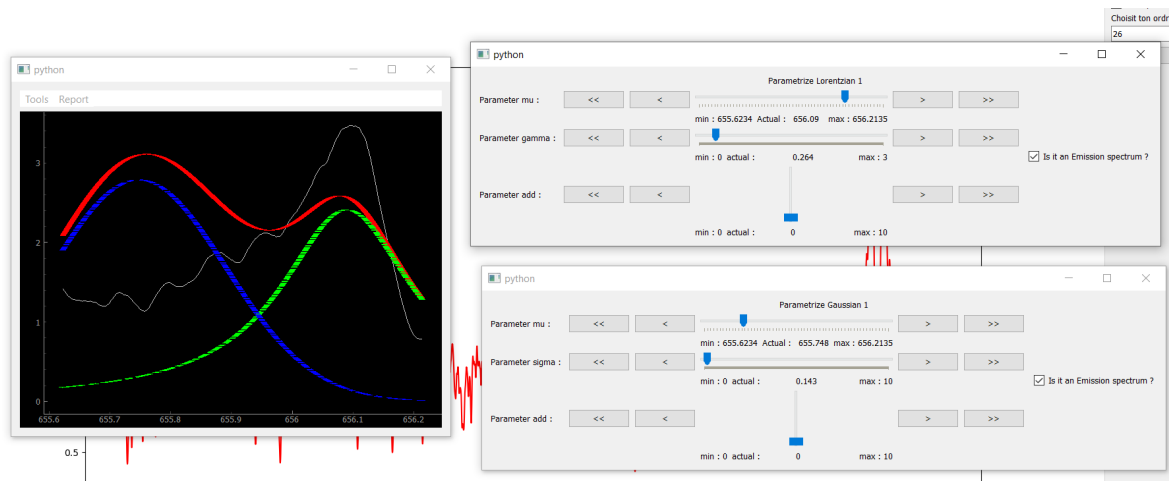 Choisit ton ordr
26
python
Tools Report
3
2
1
0
655.6 655.7 655.8 655.9 656 656.1 656.2
0.5
python
Parametrize Lorentzian 1
Parameter mu : << < > >>
min : 655.6234 Actual : 656.09 max : 656.2135
Parameter gamma : << < > >>
min : 0 actual : 0.264 max : 3
Is it an Emission spectrum ?
Parameter add : << < > >>
min : 0 actual : 0 max : 10
python
Parametrize Gaussian 1
Parameter mu : << < > >>
min : 655.6234 Actual : 655.748 max : 656.2135
Parameter sigma : << < > >>
min : 0 actual : 0.143 max : 10
Is it an Emission spectrum ?
Parameter add : << < > >>
min : 0 actual : 0 max : 10